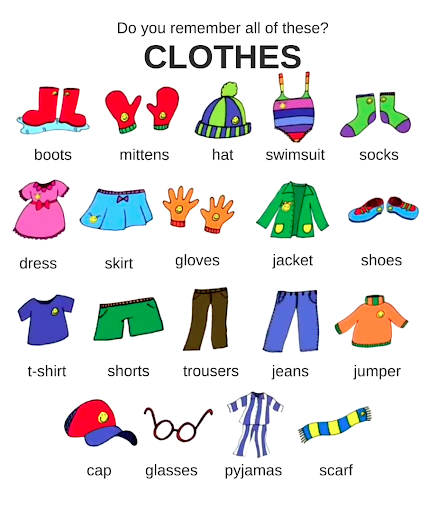 Do you remember all of these?
CLOTHES
boots mittens hat swimsuit socks
dress skirt gloves jacket shoes
t-shirt shorts trousers jeans jumper
cap glasses pyjamas scarf